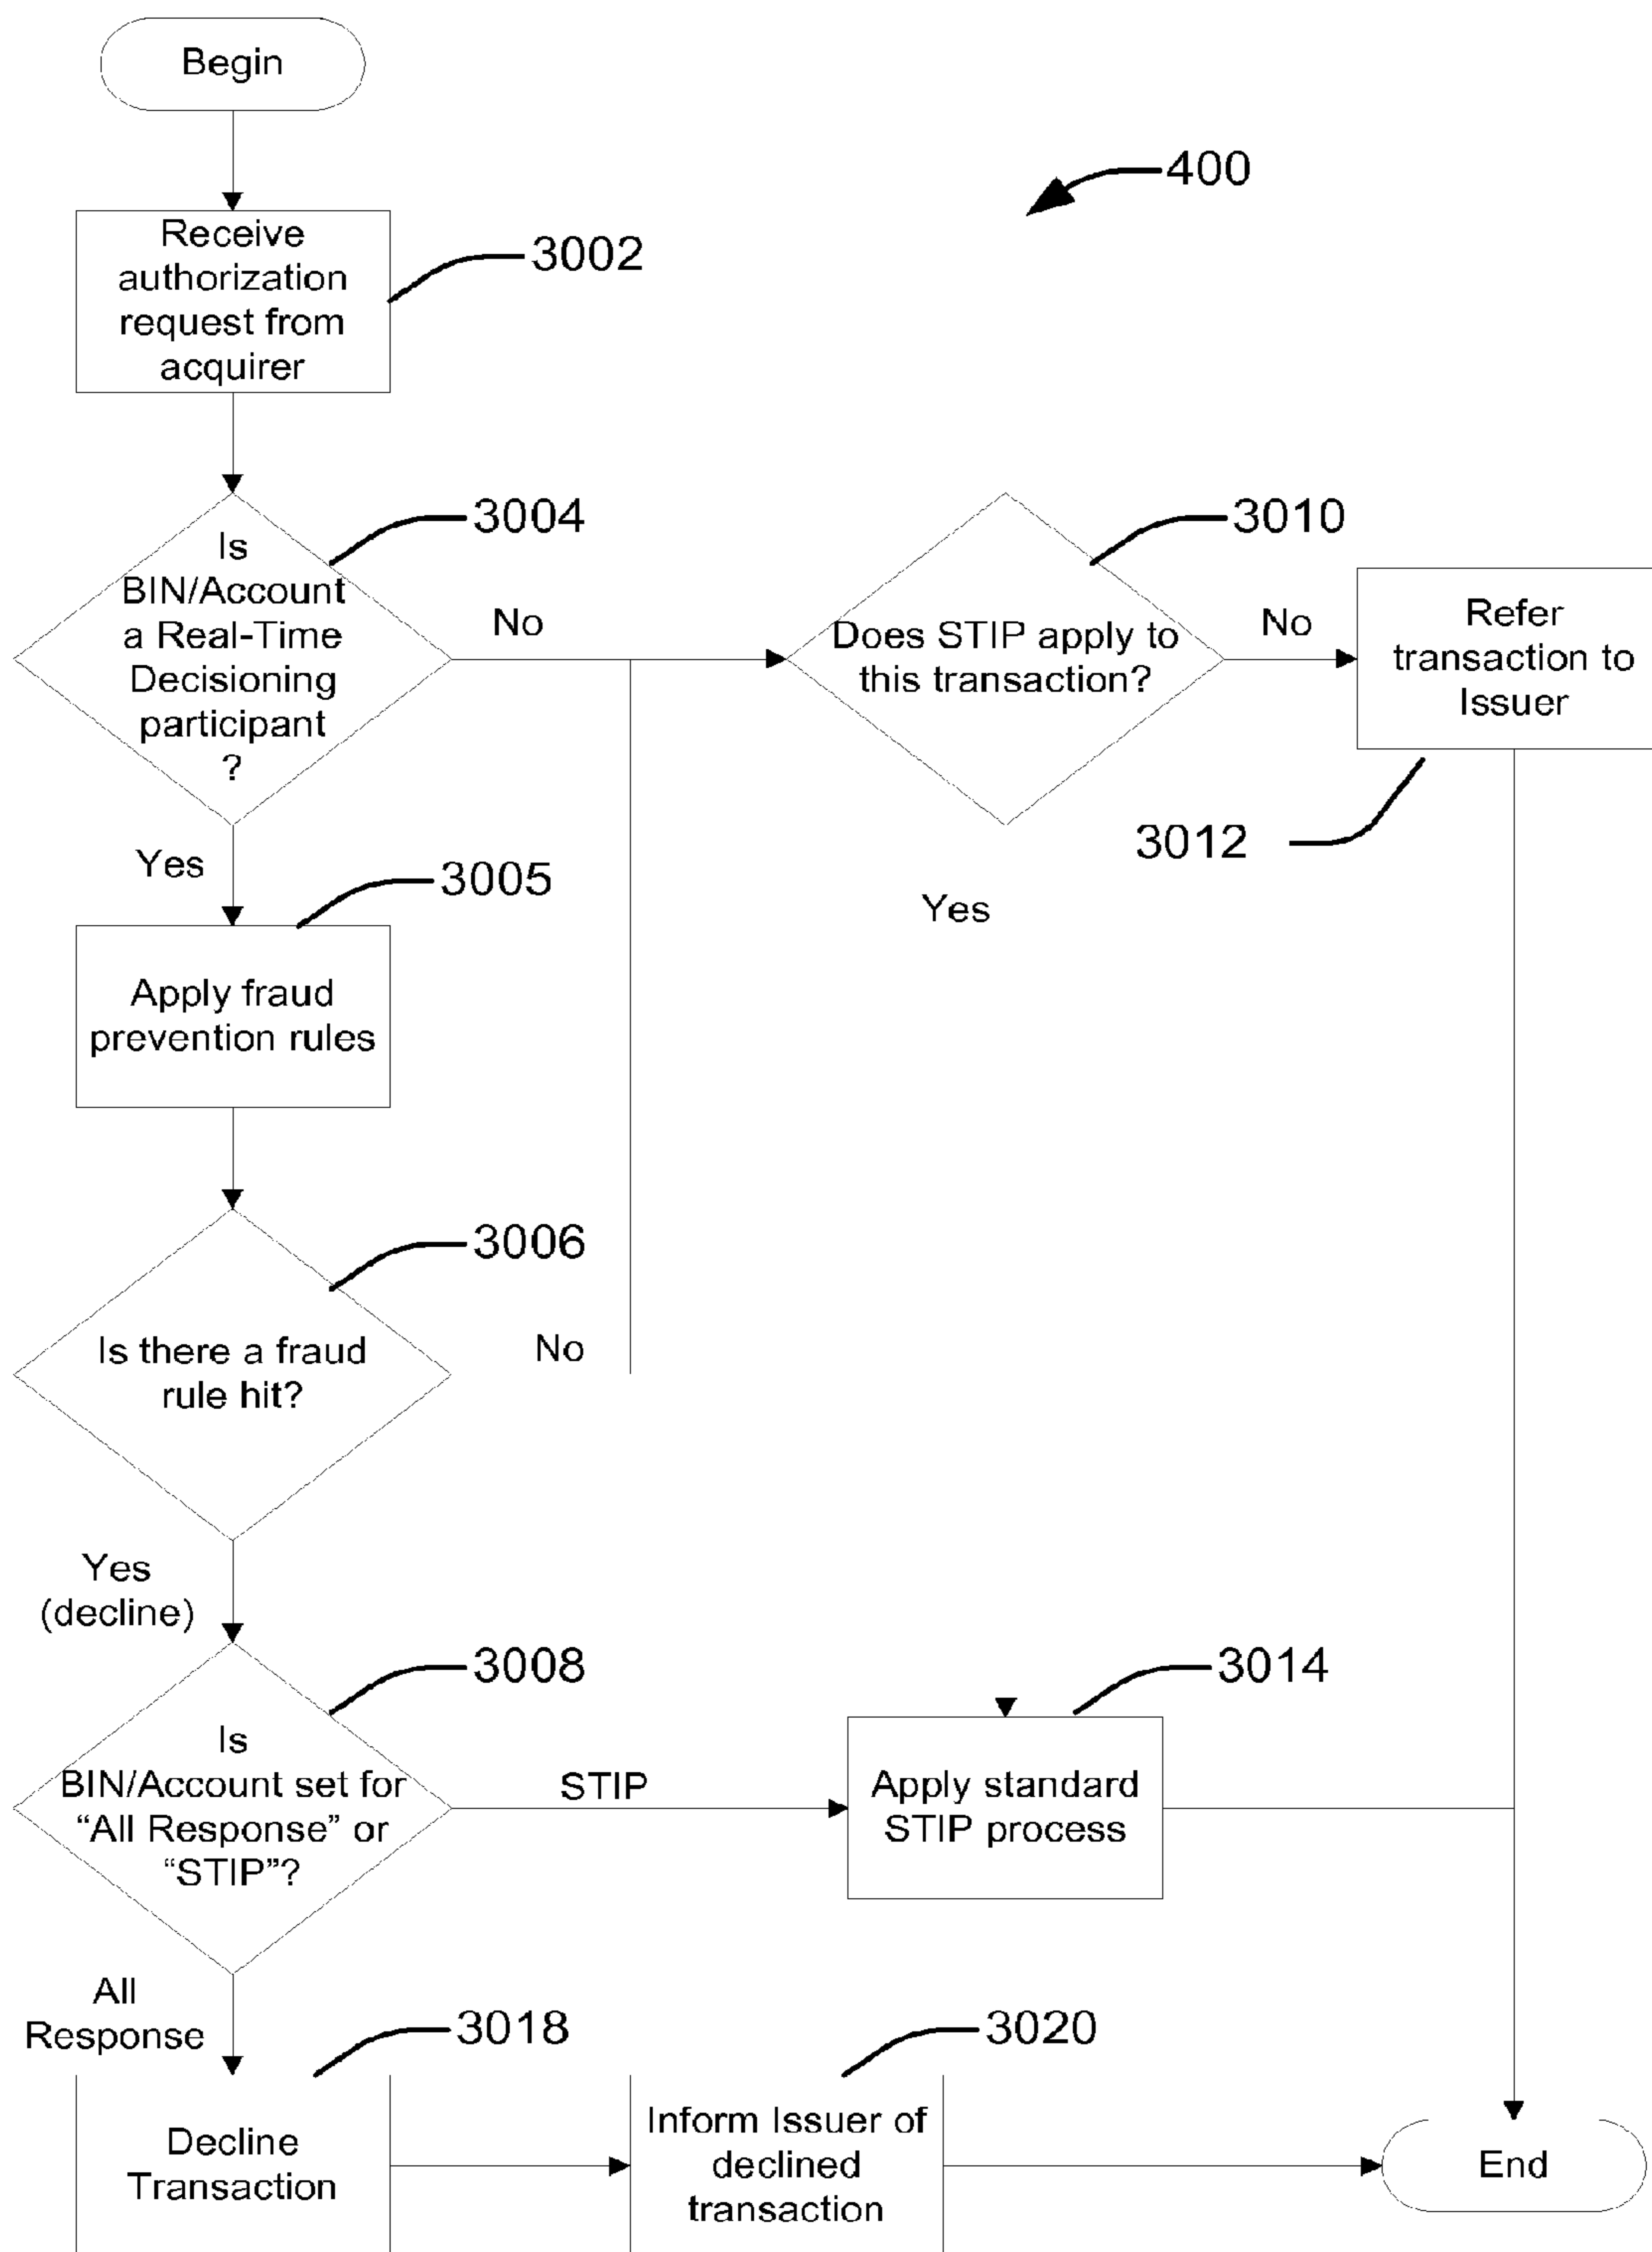 Begin
400
Receive
authorization
request from
acquirer
3002
3004
Is
BIN/Account
a Real-Time
Decisioning
participant
?
No
3010
Does STIP apply to
this transaction?
No
Refer
transaction to
Issuer
3012
Yes
3005
Yes
Apply fraud
prevention rules
3006
Is there a fraud
rule hit?
No
Yes
(decline)
3008
Is
BIN/Account set for
“All Response” or
“STIP”?
STIP
3014
Apply standard
STIP process
All
Response
3018
Decline
Transaction
3020
Inform Issuer of
declined
transaction
End